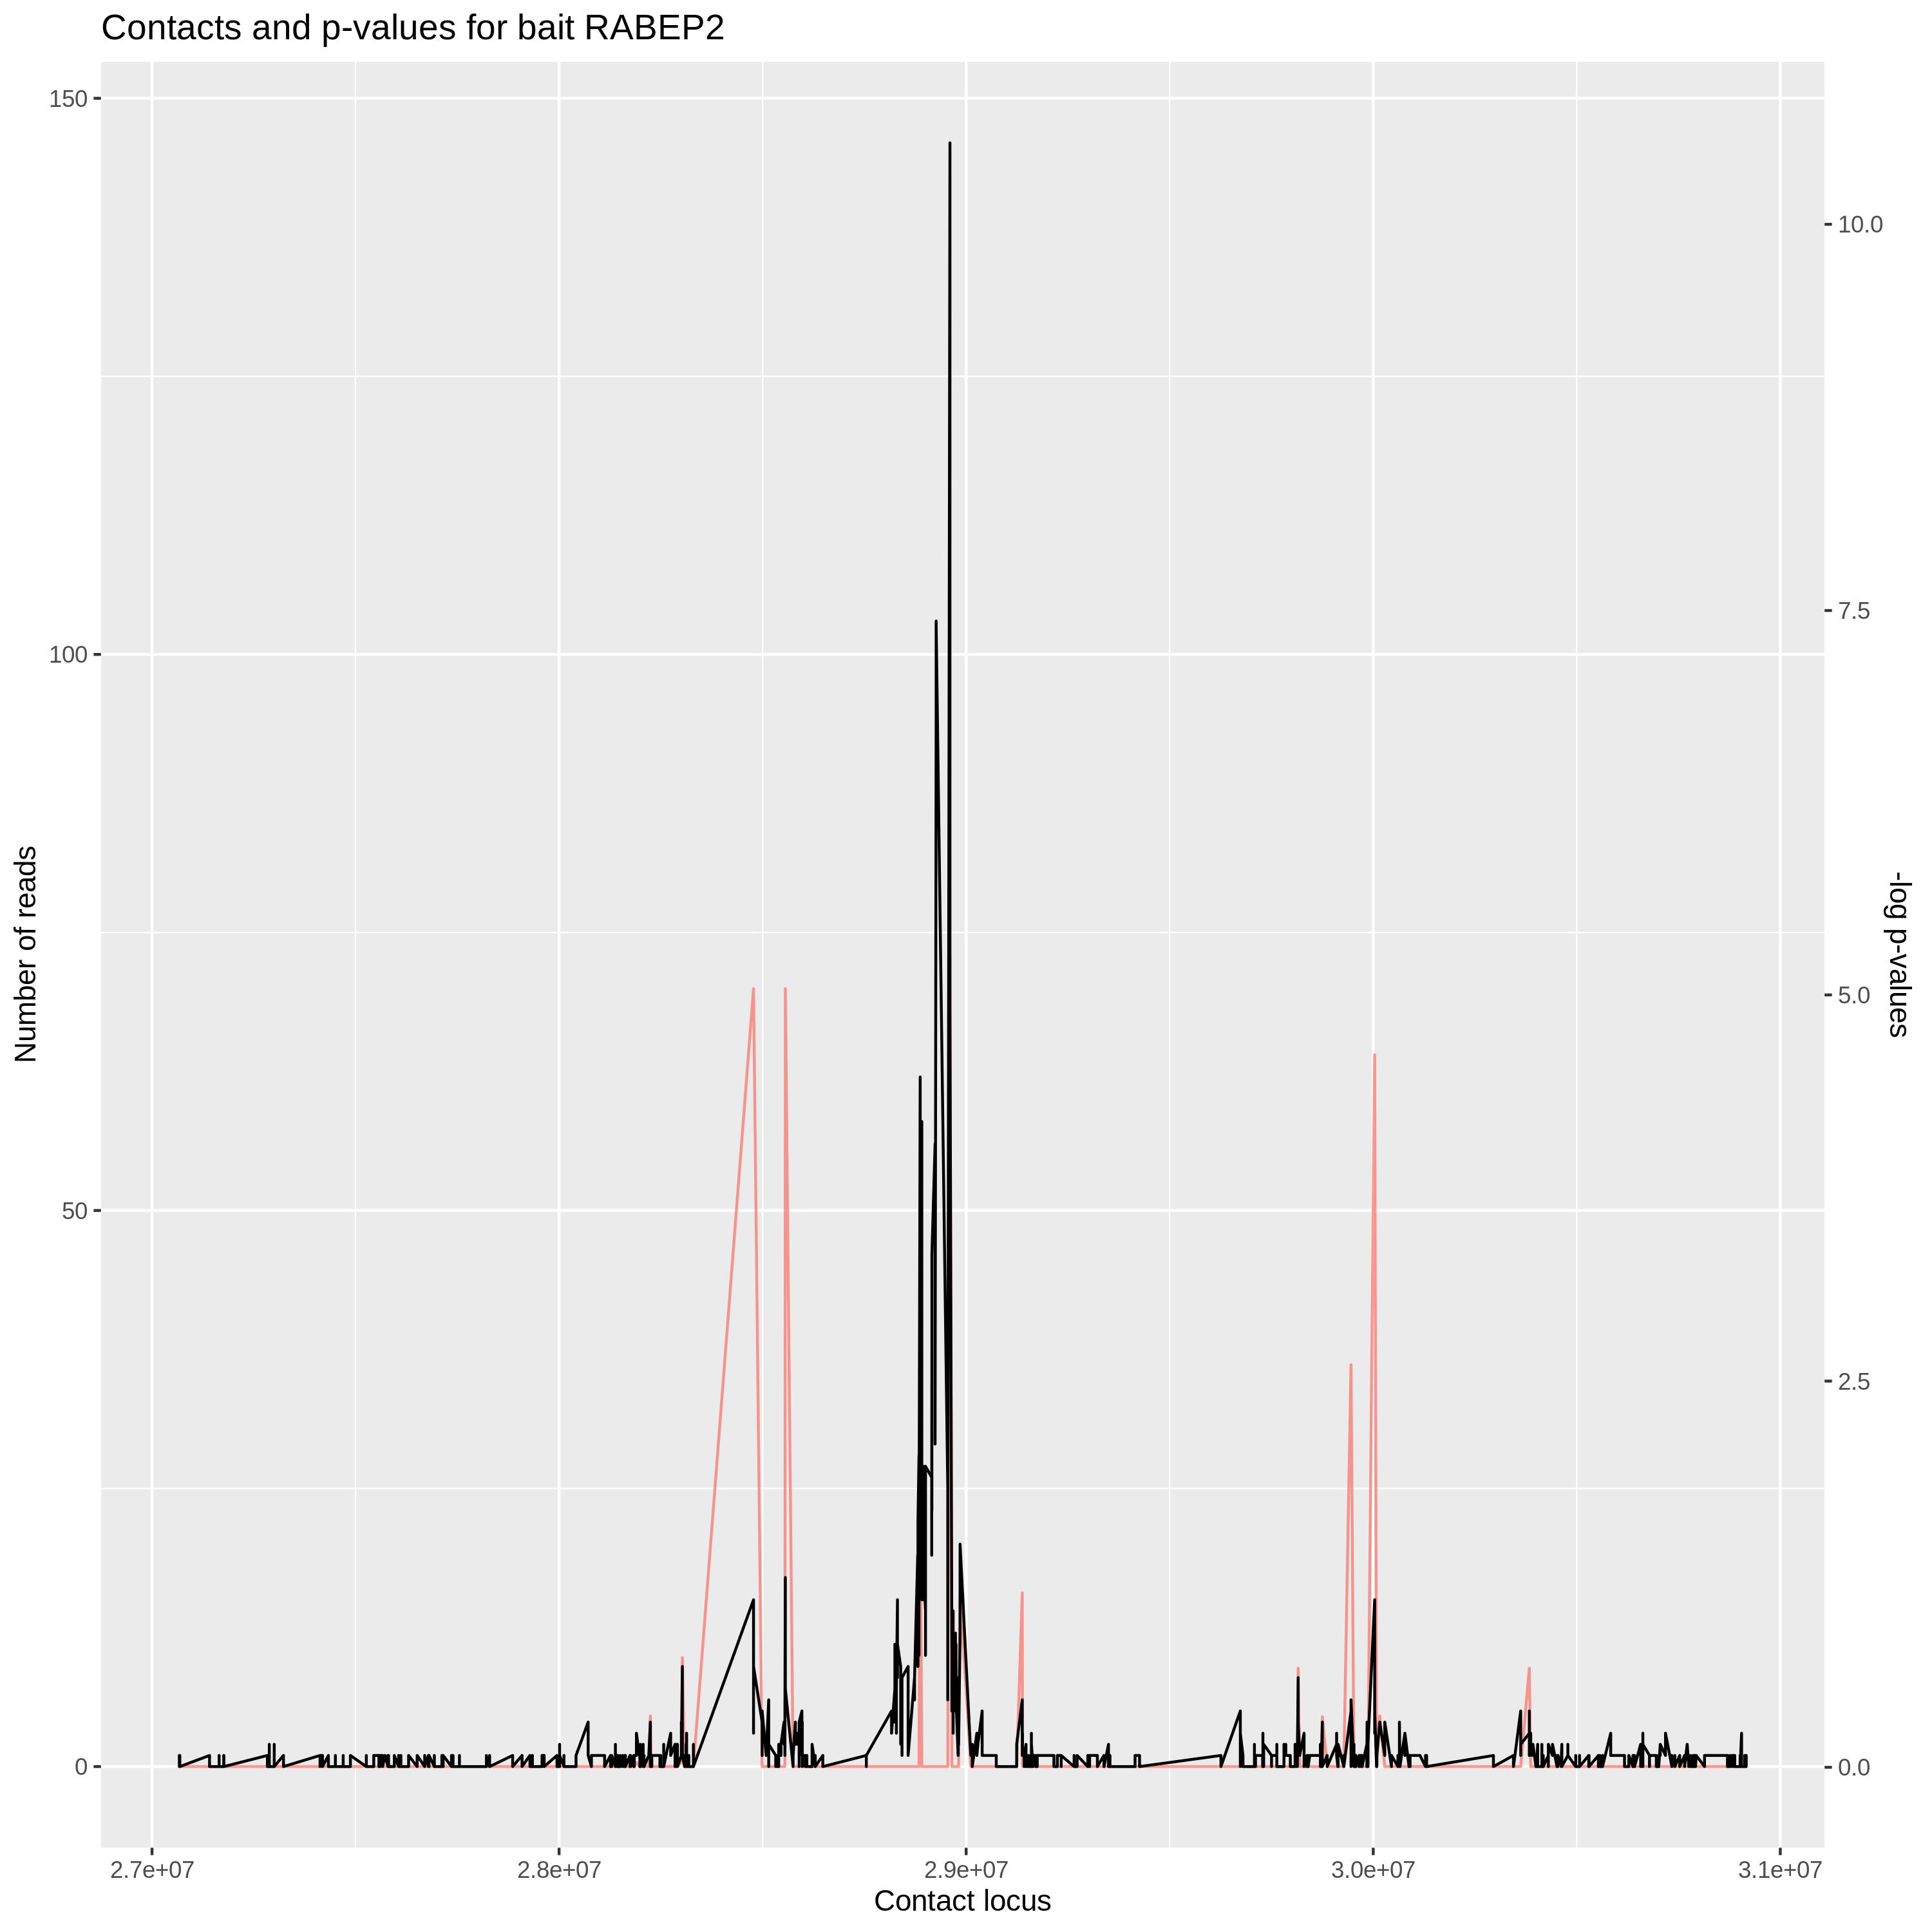 Contacts and p-values for bait RABEP2
150
100
50
0
Number of reads
10.0
7.5
5.0
2.5
0.0
-log p-values
2.7e+07 2.8e+07 2.9e+07 3.0e+07 3.1e+07
Contact locus